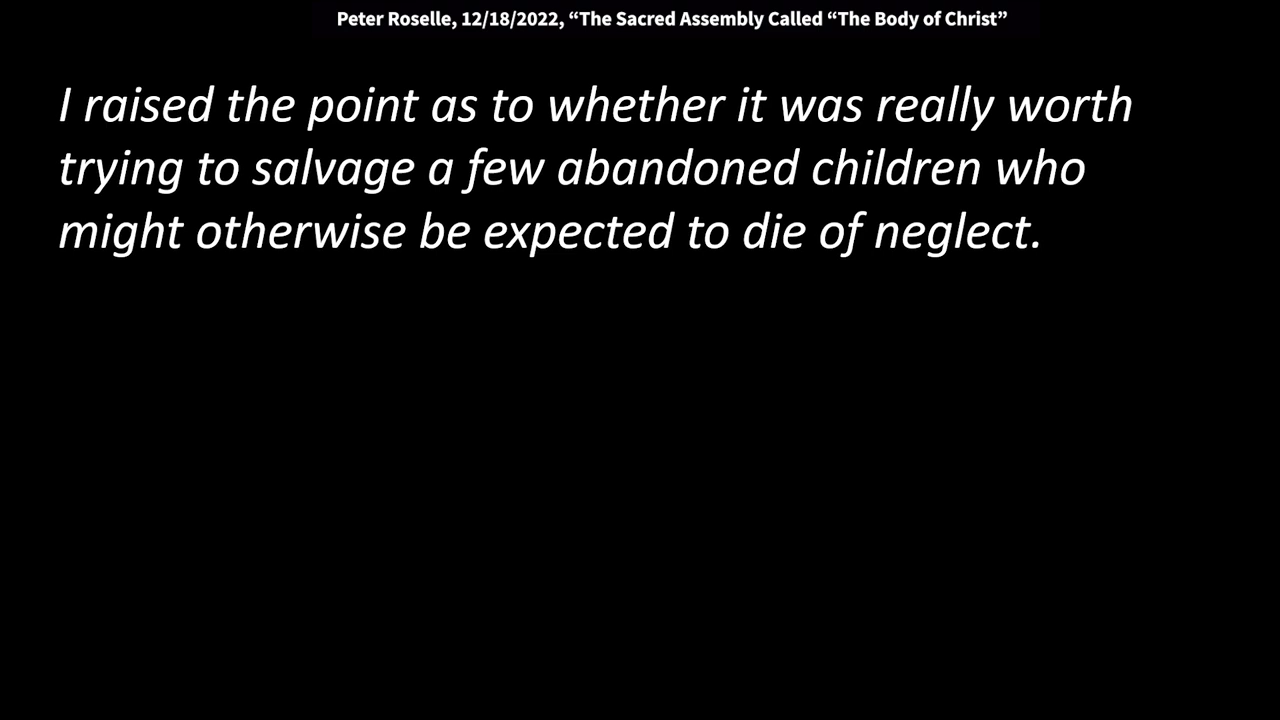 Peter Roselle, 12/18/2022, “The Sacred Assembly Called “The Body of Christ”
I raised the point as to whether it was really worth
trying to salvage a few abandoned children who
might otherwise be expected to die of neglect.